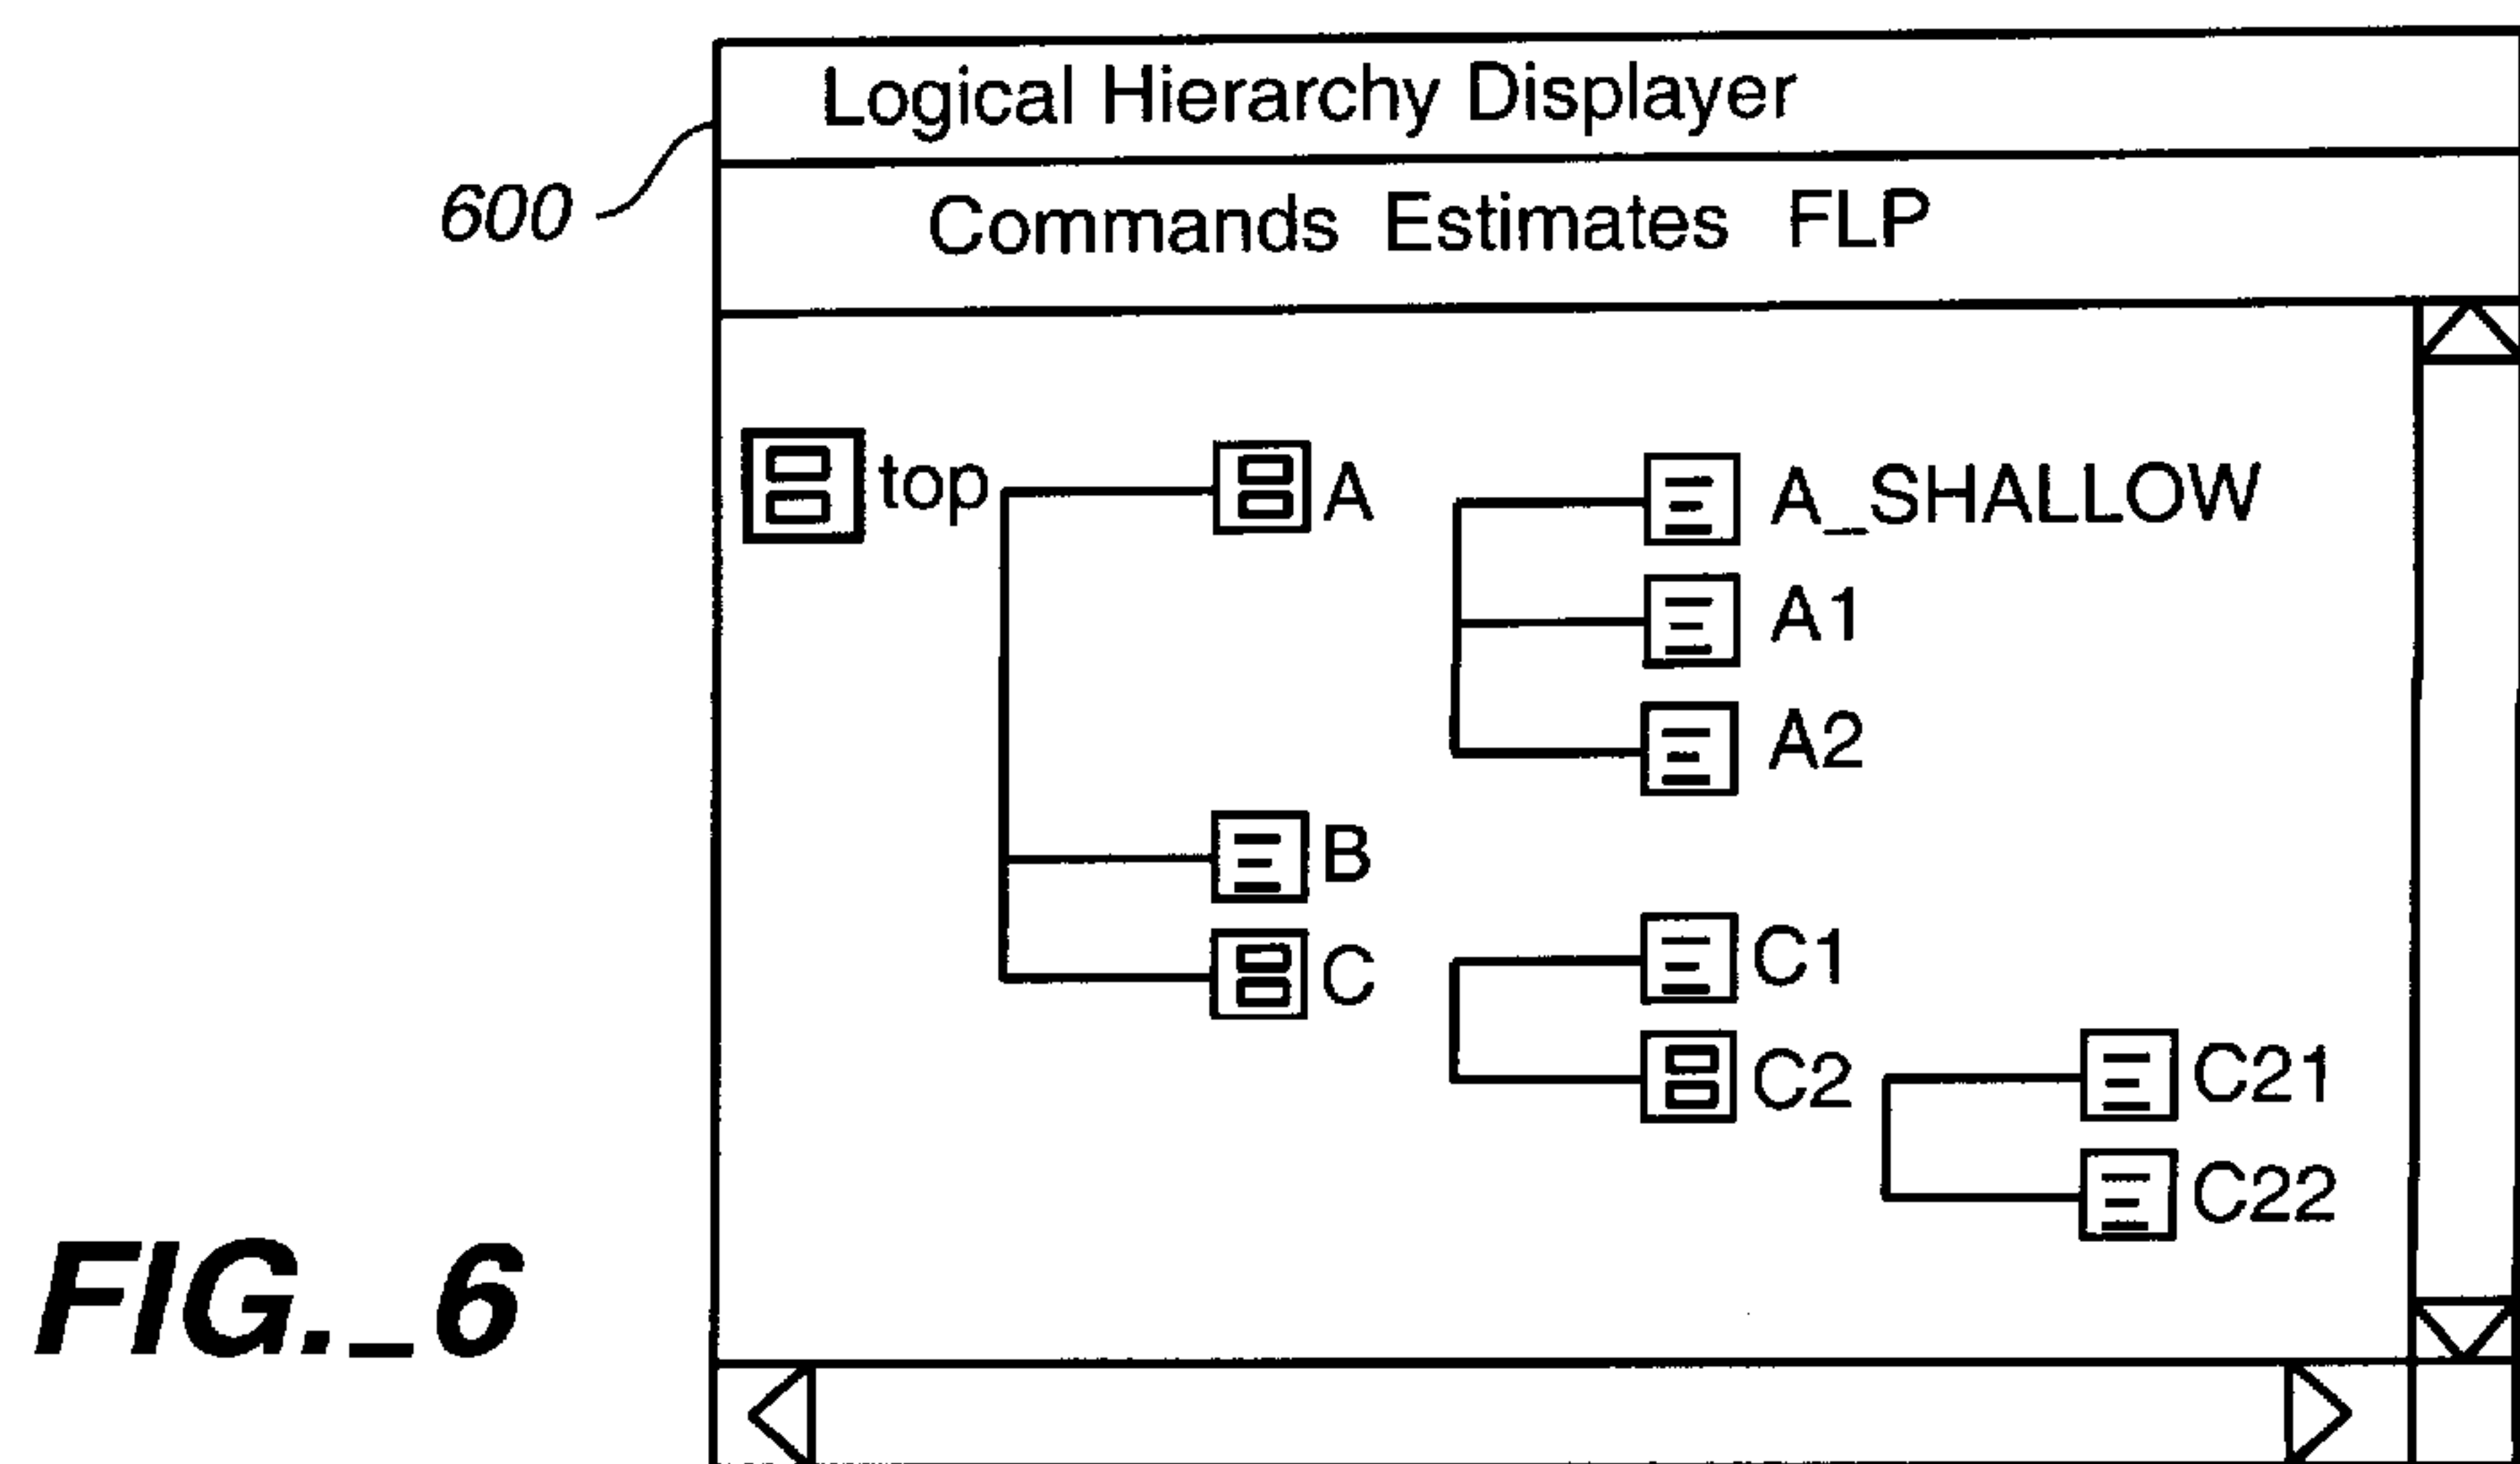 Logical Hierarchy Displayer
600
Commands Estimates FLP
top A A_SHALLOW
A1
A2
B
C C1
C2 C21
C22
FIG._6